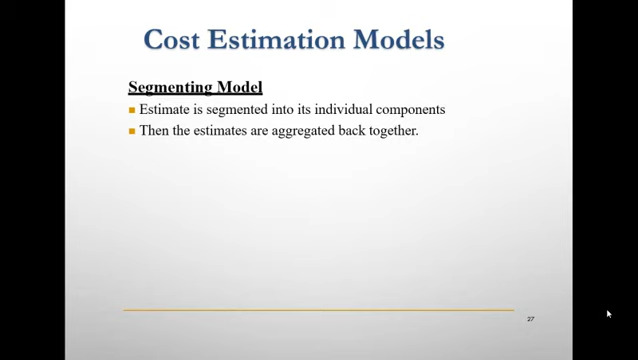 Cost Estimation Models
Segmenting Model
Estimate is segmented into its individual components
Then the estimates are aggregated back together.
27